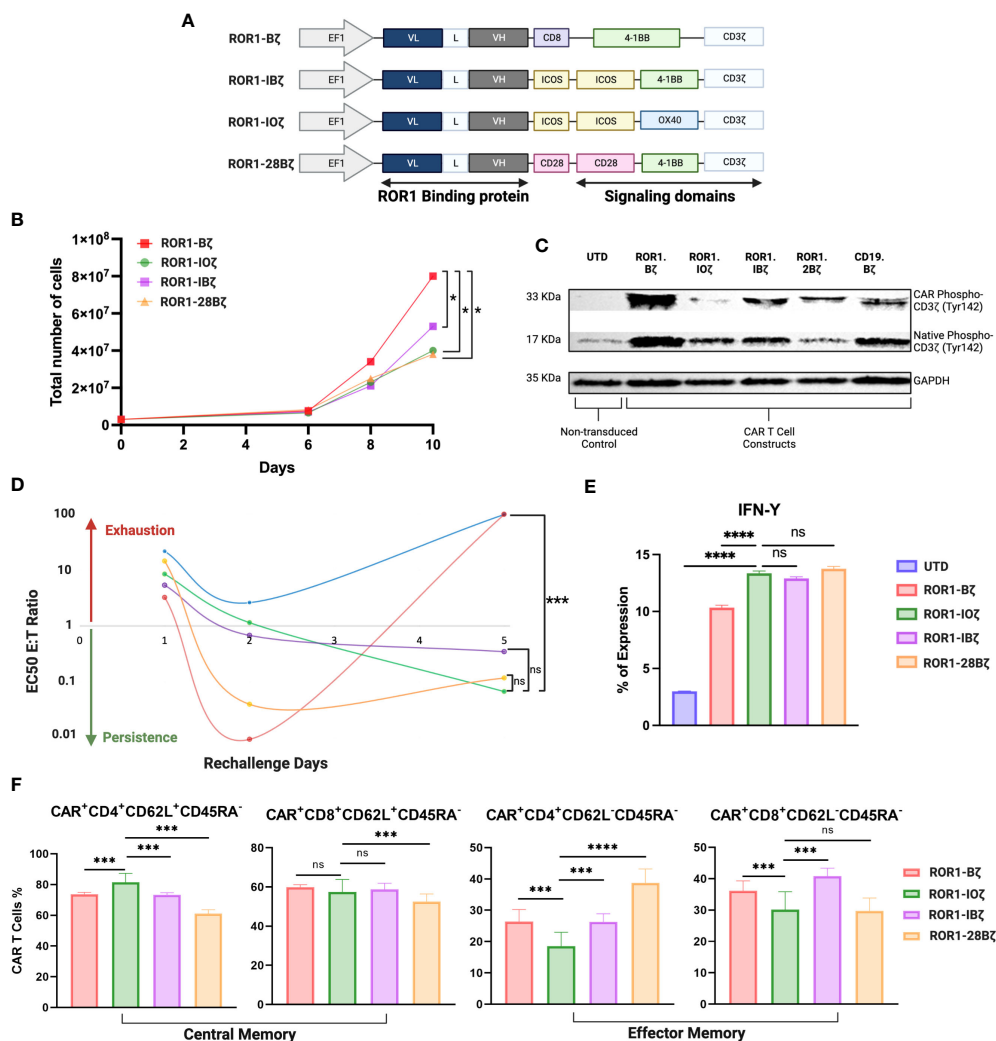 A
ROR1-Bζ EF1 VL L VH CD8 4-1BB CD3ζ
ROR1-IBζ EF1 VL L VH ICOS ICOS 4-1BB CD3ζ
ROR1-IOζ EF1 VL L VH ICOS ICOS OX40 CD3ζ
ROR1-28Bζ EF1 VL L VH CD28 CD28 4-1BB CD3ζ
ROR1 Binding protein Signaling domains
B
Total number of cells
1×10⁸
8×10⁷
6×10⁷
4×10⁷
2×10⁷
0
0 2 4 6 8 10
Days
ROR1-Bζ
ROR1-IOζ
ROR1-IBζ
ROR1-28Bζ
* * *
C
UTD ROR1. Bζ ROR1. IOζ ROR1. IBζ ROR1. 2Bζ CD19. Bζ
33 KDa
17 KDa
35 KDa
CAR Phospho-
CD3ζ (Tyr142)
Native Phospho-
CD3ζ (Tyr142)
GAPDH
Non-transduced
Control
CAR T Cell
Constructs
D
EC50 E:T Ratio
100
10
1
0.1
0.01
Exhaustion
Persistence
0 1 2 3 4 5
Rechallenge Days
***
ns
ns
E
IFN-Y
% of Expression
15
10
5
0
**** ns
**** ns
UTD
ROR1-Bζ
ROR1-IOζ
ROR1-IBζ
ROR1-28Bζ
F
CAR⁺CD4⁺CD62L⁺CD45RA⁻
CAR T Cells %
100
80
60
40
20
0
***
*** ***
CAR⁺CD8⁺CD62L⁺CD45RA⁻
80
60
40
20
0
***
ns ns
CAR⁺CD4⁺CD62L⁻CD45RA⁻
50
40
30
20
10
0
****
*** ***
CAR⁺CD8⁺CD62L⁻CD45RA⁻
50
40
30
20
10
0
ns
*** ***
ROR1-Bζ
ROR1-IOζ
ROR1-IBζ
ROR1-28Bζ
Central Memory
Effector Memory